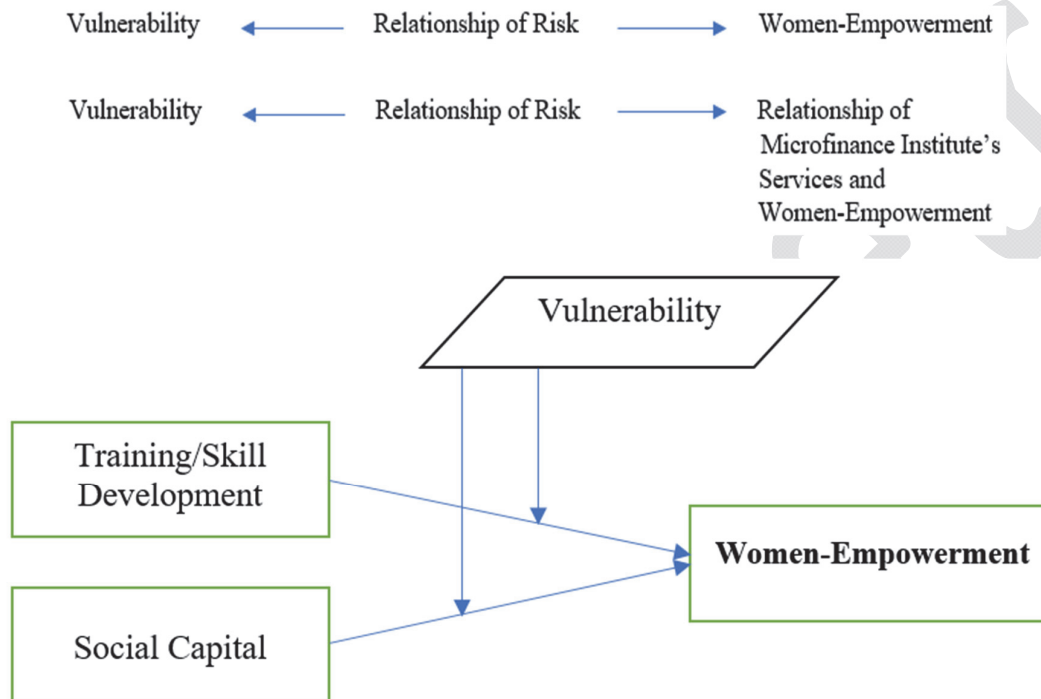 Vulnerability Relationship of Risk Women-Empowerment
Vulnerability Relationship of Risk Relationship of
Microfinance Institute's
Services and
Women-Empowerment
Vulnerability
Training/Skill
Development
Women-Empowerment
Social Capital